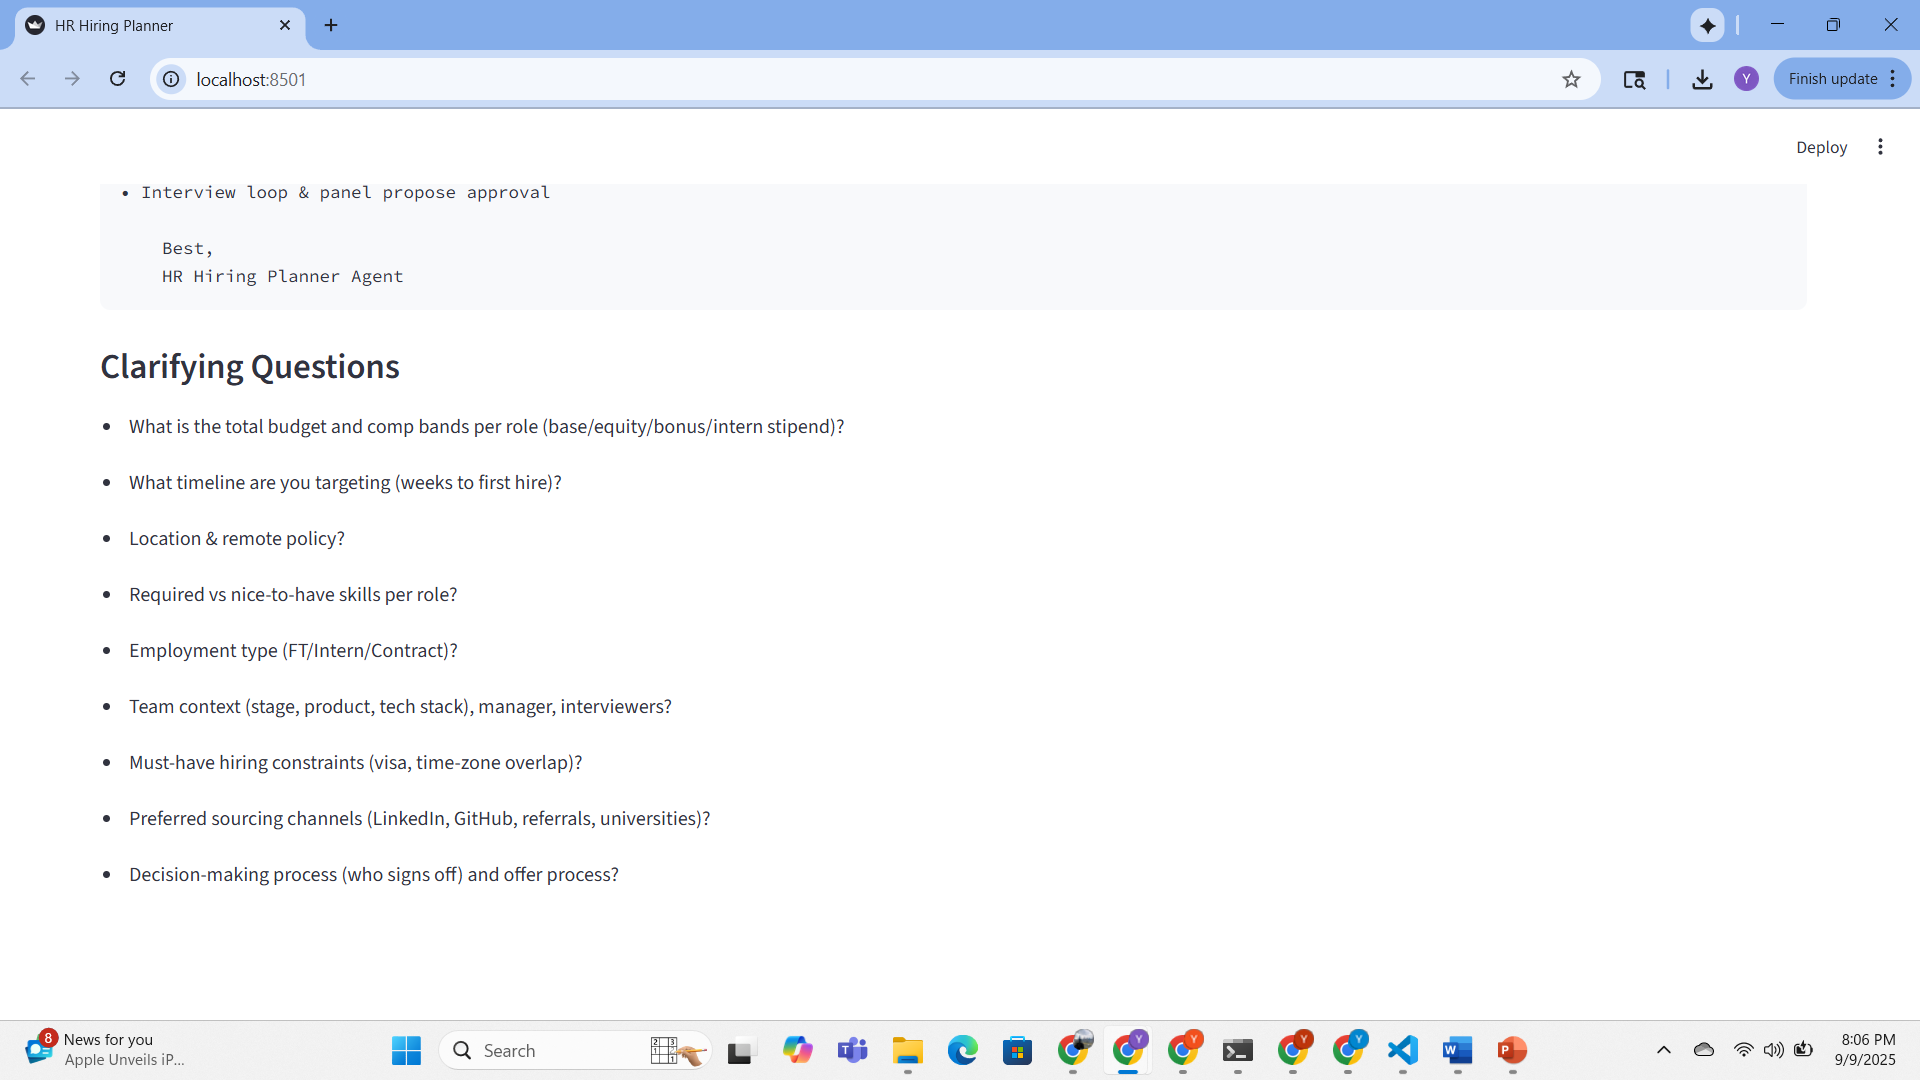 HR Hiring Planner
localhost:8501
Y
Finish update
Deploy
• Interview loop & panel propose approval
Best,
HR Hiring Planner Agent
Clarifying Questions
• What is the total budget and comp bands per role (base/equity/bonus/intern stipend)?
• What timeline are you targeting (weeks to first hire)?
• Location & remote policy?
• Required vs nice-to-have skills per role?
• Employment type (FT/Intern/Contract)?
• Team context (stage, product, tech stack), manager, interviewers?
• Must-have hiring constraints (visa, time-zone overlap)?
• Preferred sourcing channels (LinkedIn, GitHub, referrals, universities)?
• Decision-making process (who signs off) and offer process?
8
News for you
Apple Unveils iP...
Search
Y
Y
Y
Y
8:06 PM
9/9/2025